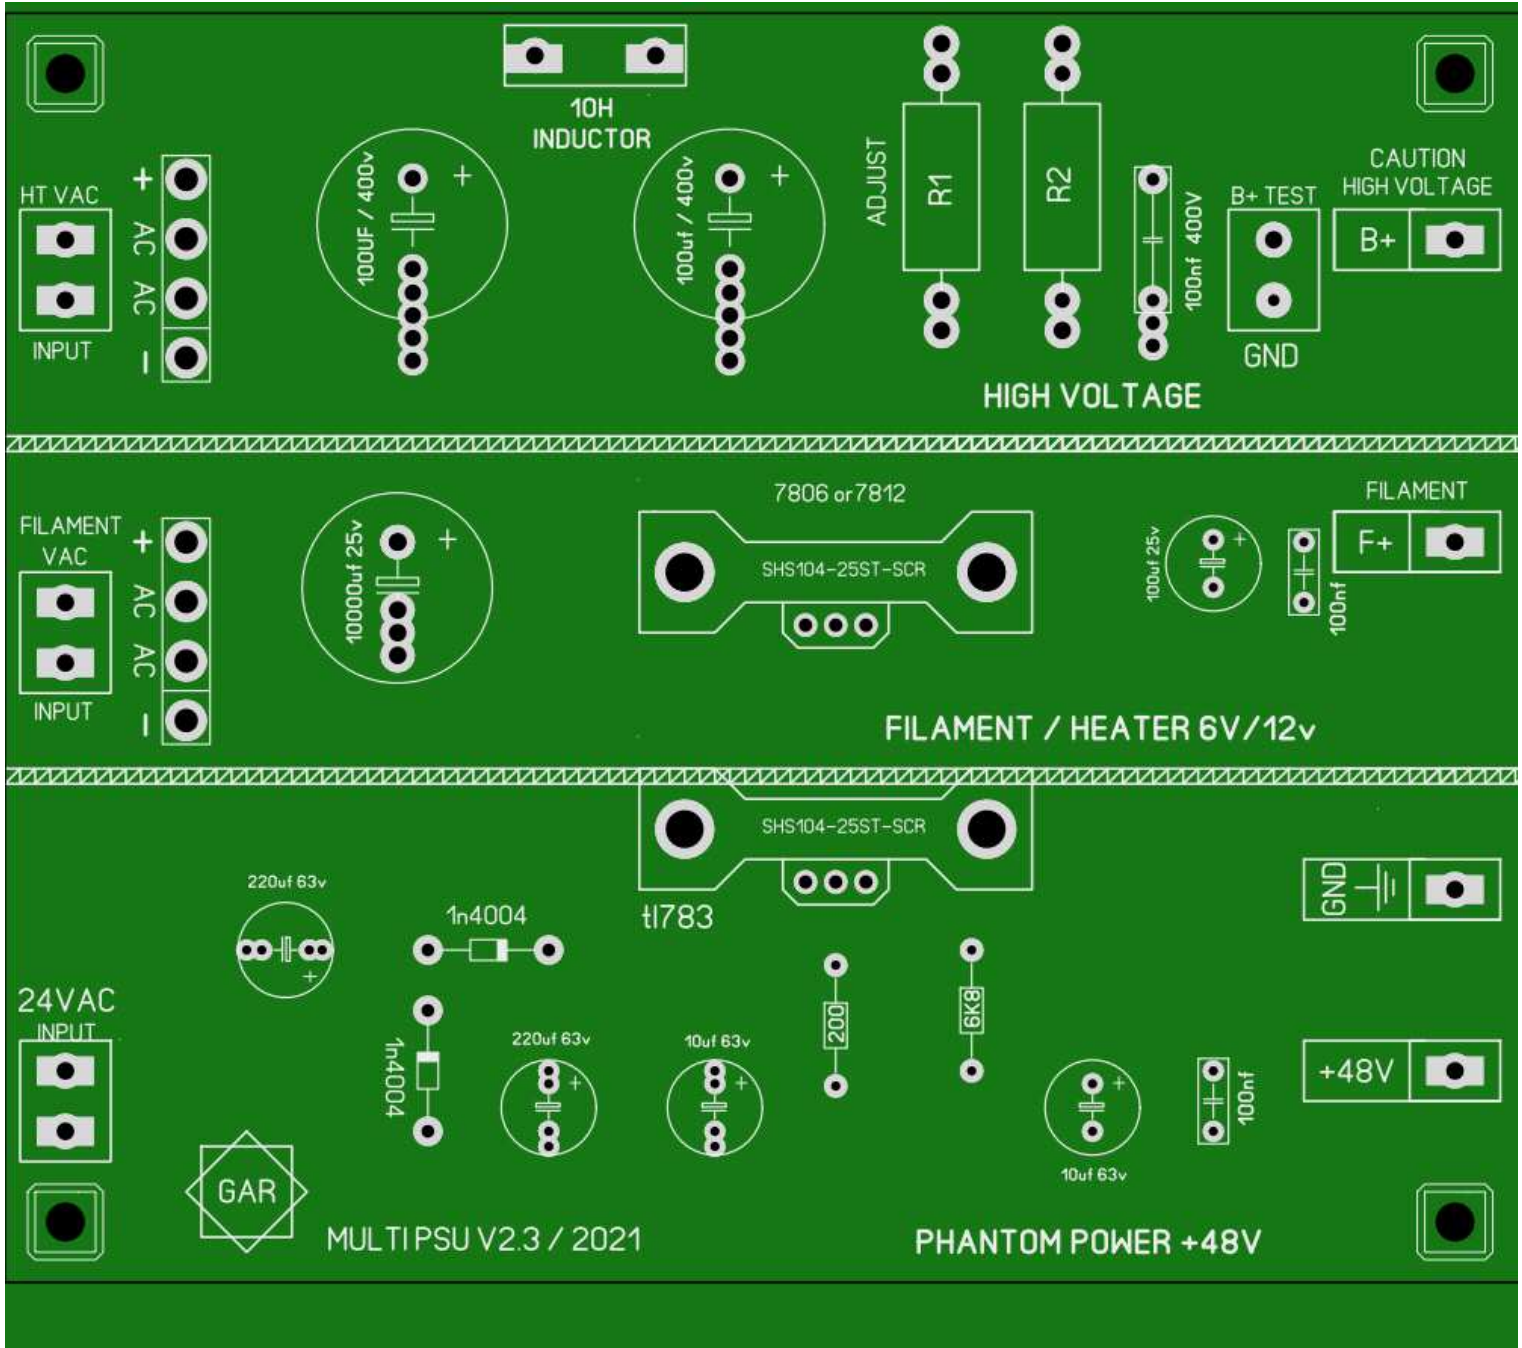 10H
INDUCTOR
HT VAC
INPUT
+
AC
AC
–
100UF / 400v
+
100uf / 400v
+
ADJUST
R1
R2
100nf 400V
B+ TEST
GND
CAUTION
HIGH VOLTAGE
B+
HIGH VOLTAGE
FILAMENT
VAC
INPUT
+
AC
AC
–
10000uf 25v
+
7806 or 7812
SHS104-25ST-SCR
100uf 25v
+
100nf
FILAMENT
F+
FILAMENT / HEATER 6V/12v
SHS104-25ST-SCR
tl783
220uf 63v
+
1n4004
1n4004
24VAC
INPUT
220uf 63v
+
10uf 63v
+
200
6K8
10uf 63v
+
100nf
GND
+48V
GAR
MULTI PSU V2.3 / 2021
PHANTOM POWER +48V